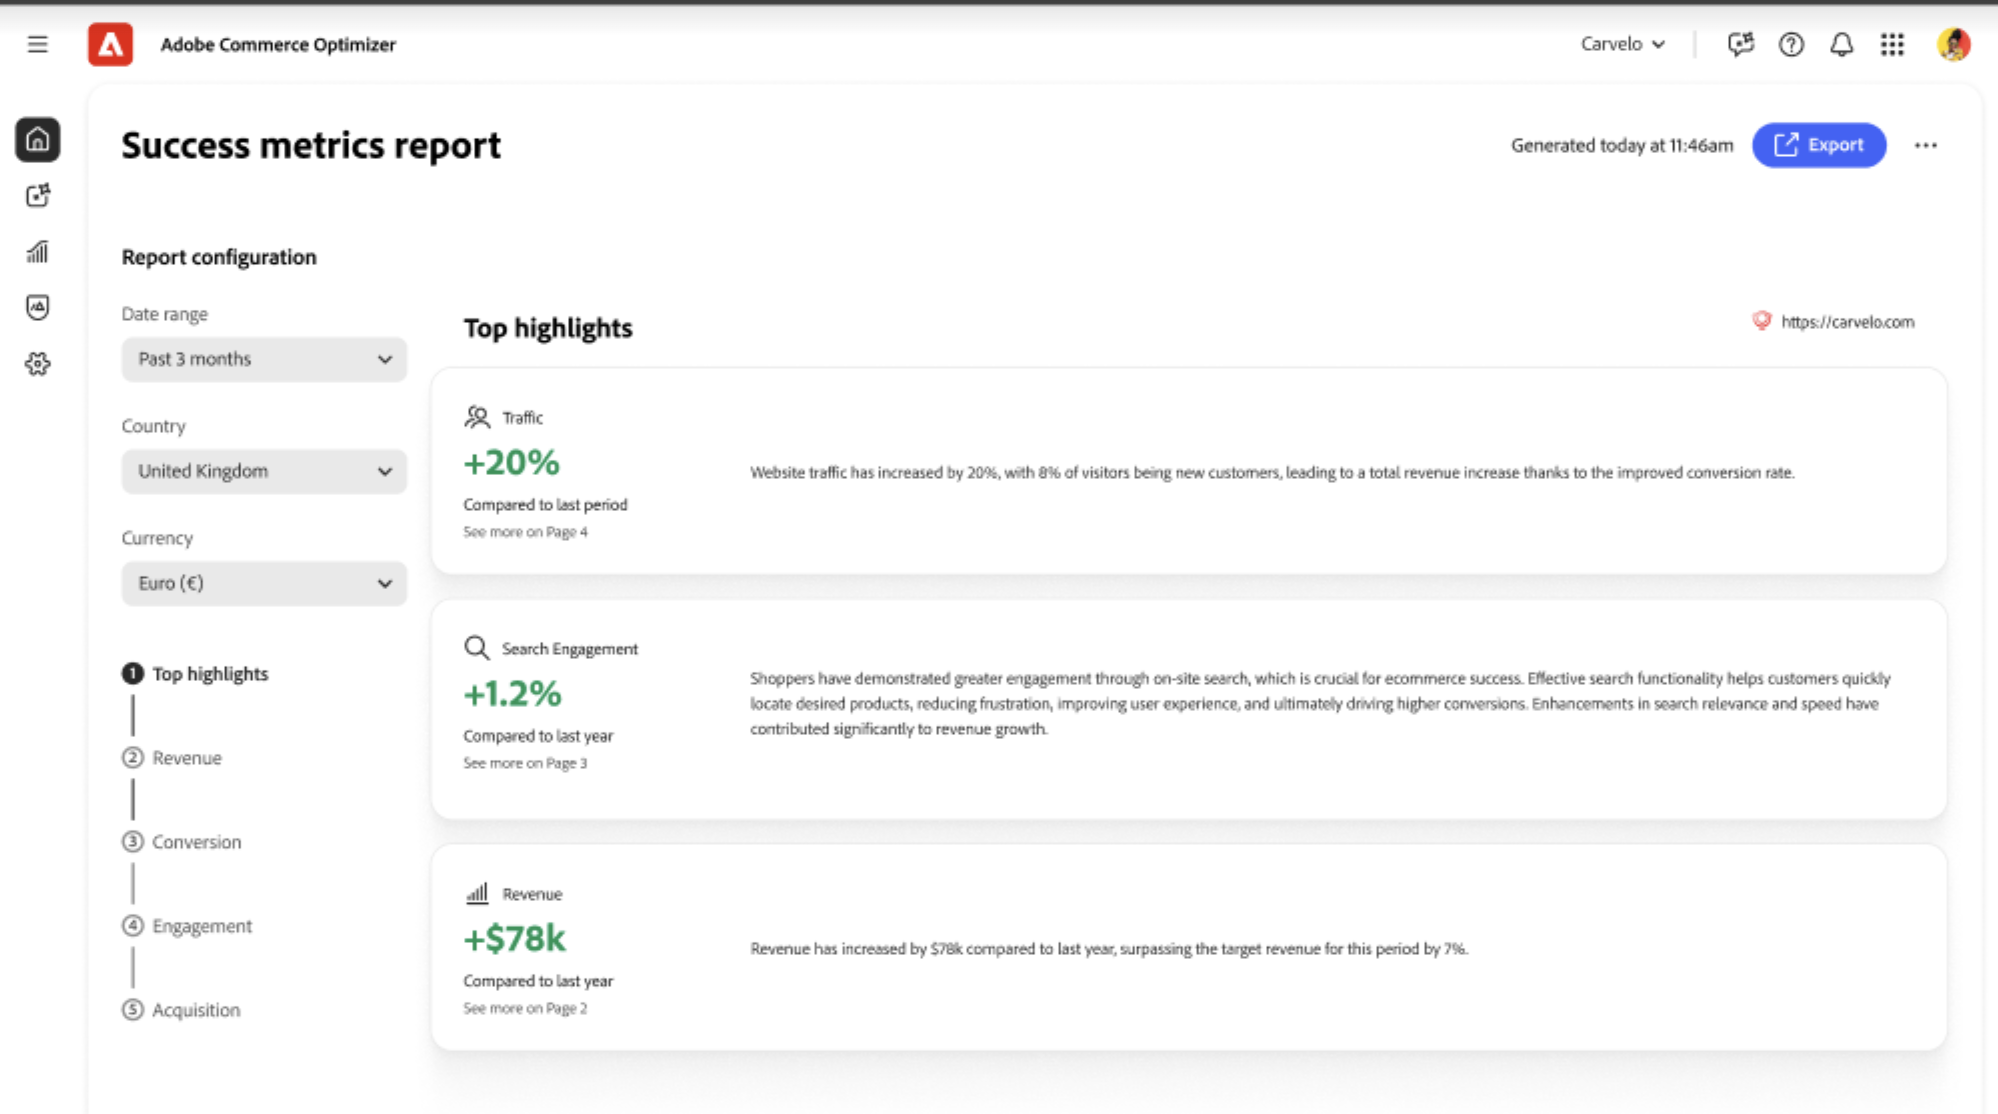 Adobe Commerce Optimizer
Carvelo
Success metrics report
Generated today at 11:46am
Export
Report configuration
Date range
Past 3 months
Country
United Kingdom
Currency
Euro (€)
1 Top highlights
2 Revenue
3 Conversion
4 Engagement
5 Acquisition
Top highlights
https://carvelo.com
Traffic
+20%
Compared to last period
See more on Page 4
Website traffic has increased by 20%, with 8% of visitors being new customers, leading to a total revenue increase thanks to the improved conversion rate.
Search Engagement
+1.2%
Compared to last year
See more on Page 3
Shoppers have demonstrated greater engagement through on-site search, which is crucial for ecommerce success. Effective search functionality helps customers quickly
locate desired products, reducing frustration, improving user experience, and ultimately driving higher conversions. Enhancements in search relevance and speed have
contributed significantly to revenue growth.
Revenue
+$78k
Compared to last year
See more on Page 2
Revenue has increased by $78k compared to last year, surpassing the target revenue for this period by 7%.